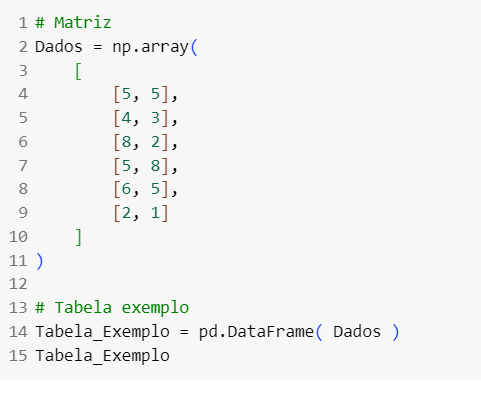 1 # Matriz
2 Dados = np.array(
3     [
4         [5, 5],
5         [4, 3],
6         [8, 2],
7         [5, 8],
8         [6, 5],
9         [2, 1]
10     ]
11 )
12
13 # Tabela exemplo
14 Tabela_Exemplo = pd.DataFrame( Dados )
15 Tabela_Exemplo